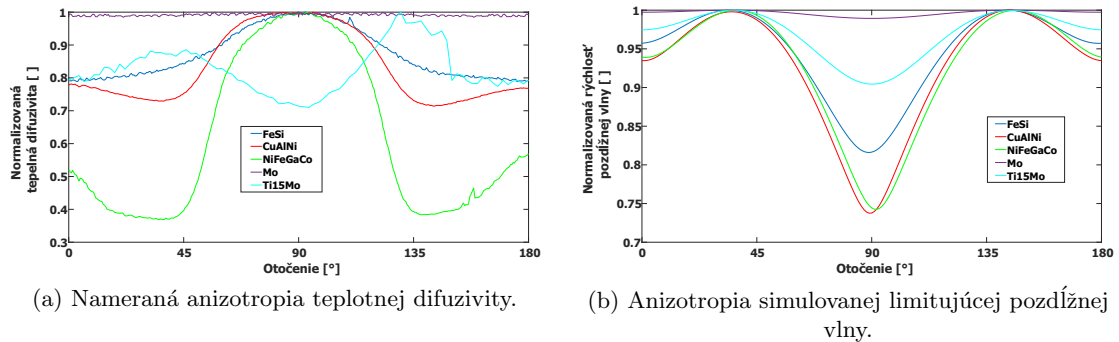 Normalizovaná
tepelná difuzivita [ ]
1
0.9
0.8
0.7
0.6
0.5
0.4
0.3
0
45
90
135
180
Otočenie [°]
FeSi
CuAlNi
NiFeGaCo
Mo
Ti15Mo
(a) Nameraná anizotropia teplotnej difuzivity.
Normalizovaná rýchlosť
pozdĺžnej vlny [ ]
1
0.95
0.9
0.85
0.8
0.75
0.7
0
45
90
135
180
Otočenie [°]
FeSi
CuAlNi
NiFeGaCo
Mo
Ti15Mo
(b) Anizotropia simulovanej limitujúcej pozdĺžnej
vlny.